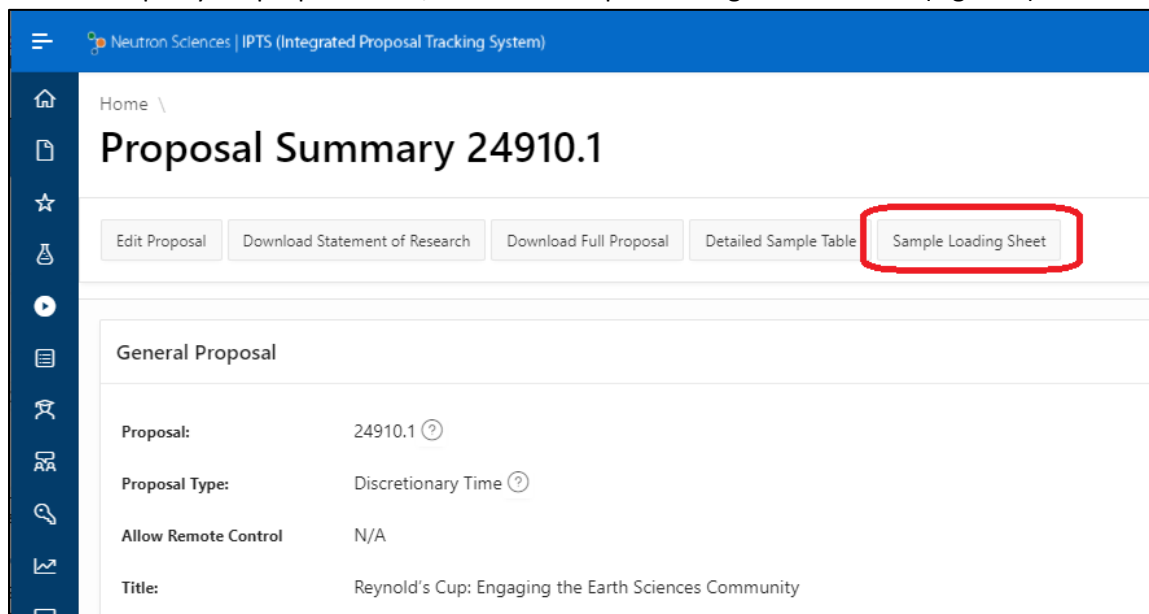 Neutron Sciences | IPTS (Integrated Proposal Tracking System)
Home \
Proposal Summary 24910.1
Edit Proposal Download Statement of Research Download Full Proposal Detailed Sample Table Sample Loading Sheet
General Proposal
Proposal: 24910.1 ?
Proposal Type: Discretionary Time ?
Allow Remote Control N/A
Title: Reynold's Cup: Engaging the Earth Sciences Community